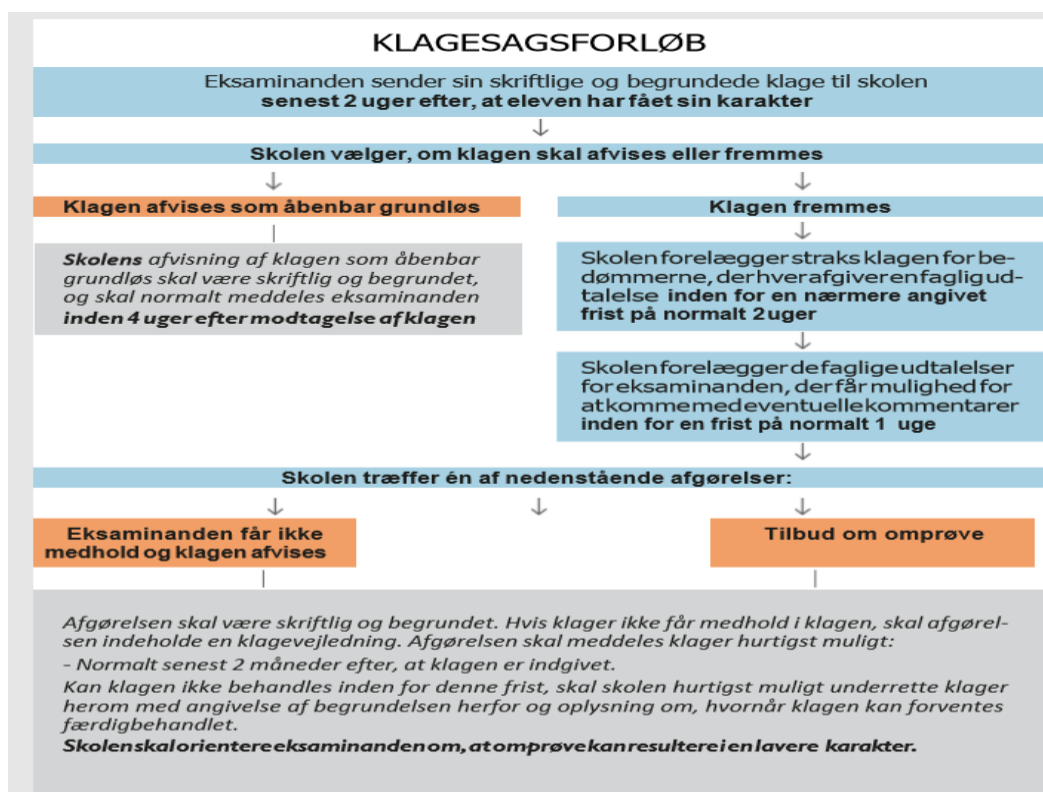 KLAGESAGSFORLØB
Eksaminanden sender sin skriftlige og begrundede klage til skolen
senest 2 uger efter, at eleven har fået sin karakter
Skolen vælger, om klagen skal afvises eller fremmes
Klagen afvises som åbenbar grundløs
Skolens afvisning af klagen som åbenbar
grundløs skal være skriftlig og begrundet,
og skal normalt meddeles eksaminanden
inden 4 uger efter modtagelse af klagen
Klagen fremmes
Skolen forelægger straks klagen for be-
dømmerne, der hver afgiver en faglig ud-
talelse inden for en nærmere angivet
frist på normalt 2 uger
Skolen forelægger de faglige udtalelser
for eksaminanden, der får mulighed for
at komme med eventuelle kommentarer
inden for en frist på normalt 1 uge
Skolen træffer én af nedenstående afgørelser:
Eksaminanden får ikke
medhold og klagen afvises
Tilbud om omprøve
Afgørelsen skal være skriftlig og begrundet. Hvis klager ikke får medhold i klagen, skal afgørel-
sen indeholde en klagevejledning. Afgørelsen skal meddeles klager hurtigst muligt:
- Normalt senest 2 måneder efter, at klagen er indgivet.
Kan klagen ikke behandles inden for denne frist, skal skolen hurtigst muligt underrette klager
herom med angivelse af begrundelsen herfor og oplysning om, hvornår klagen kan forventes
færdigbehandlet.
Skolen skal orientere eksaminanden om, at omprøve kan resultere i en lavere karakter.